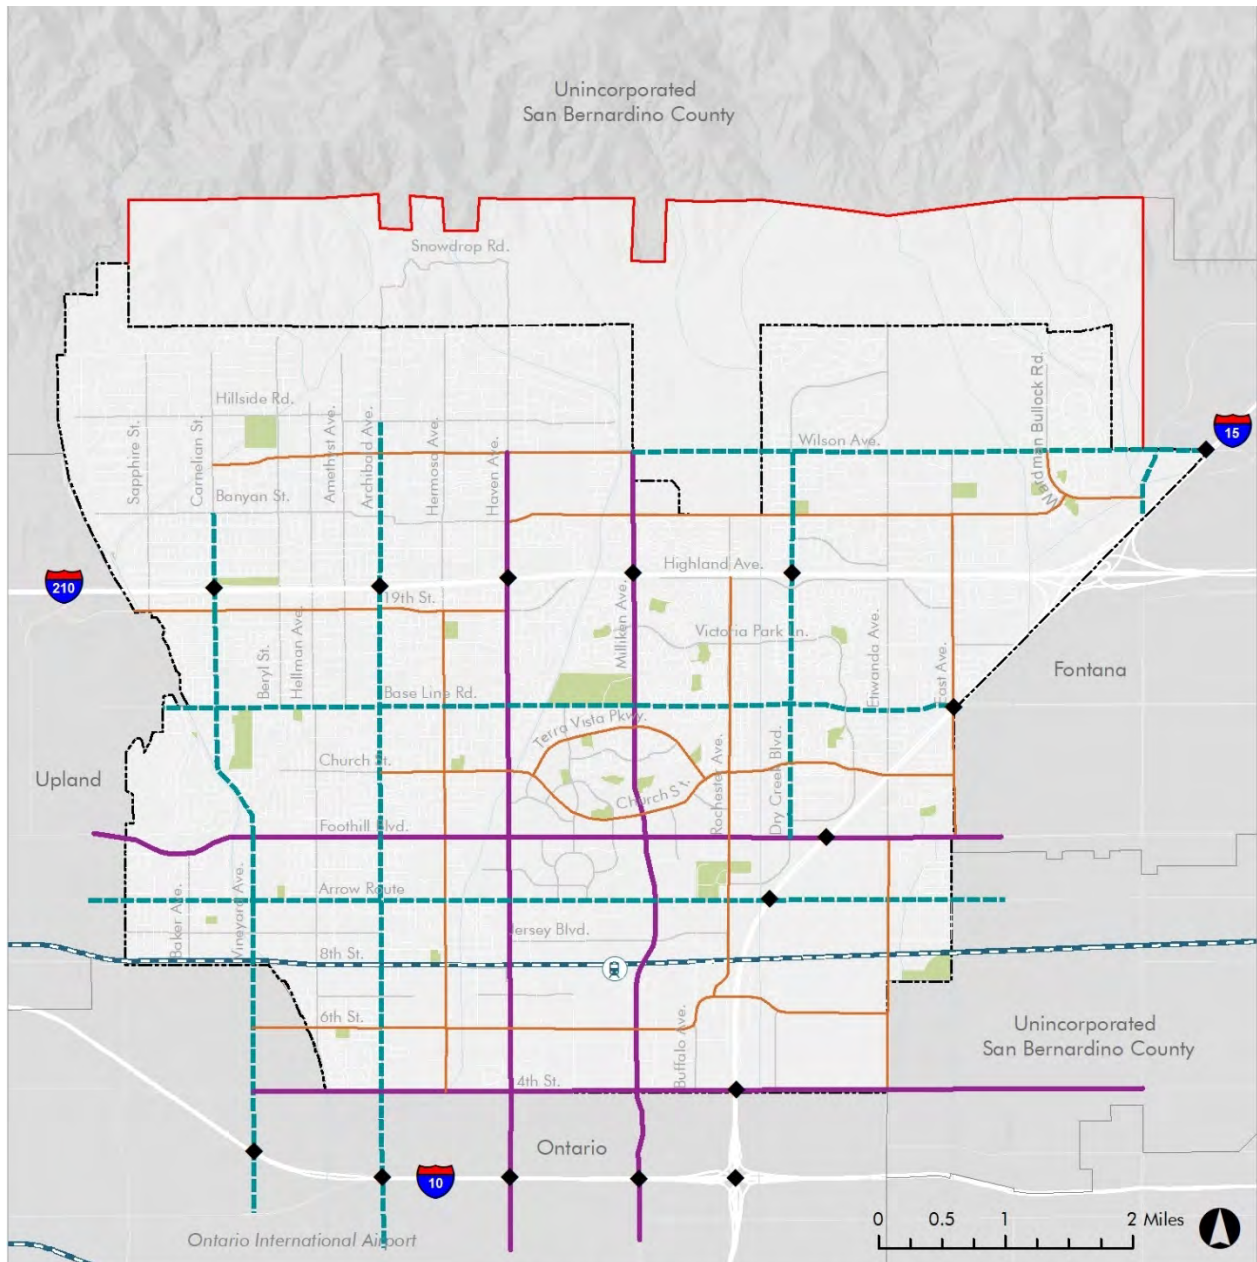 Unincorporated
San Bernardino County
Snowdrop Rd.
Hillside Rd.
Sapphire St.
Carnelian St.
Amethyst Ave.
Archibald Ave.
Hermosa Ave.
Haven Ave.
Wilson Ave.
Wardman Bullock Rd.
15
Banyan St.
Highland Ave.
210
19th St.
Milliken Ave.
Victoria Park Ln.
Beryl St.
Hellman Ave.
Etiwanda Ave.
East Ave.
Fontana
Base Line Rd.
Terra Vista Pkwy.
Upland
Church St.
Church St.
Rochester Ave.
Dry Creek Blvd.
Foothill Blvd.
Arrow Route
Baker Ave.
Vineyard Ave.
Jersey Blvd.
8th St.
6th St.
Buffalo Ave.
Unincorporated
San Bernardino County
4th St.
Ontario
10
Ontario International Airport
0 0.5 1 2 Miles